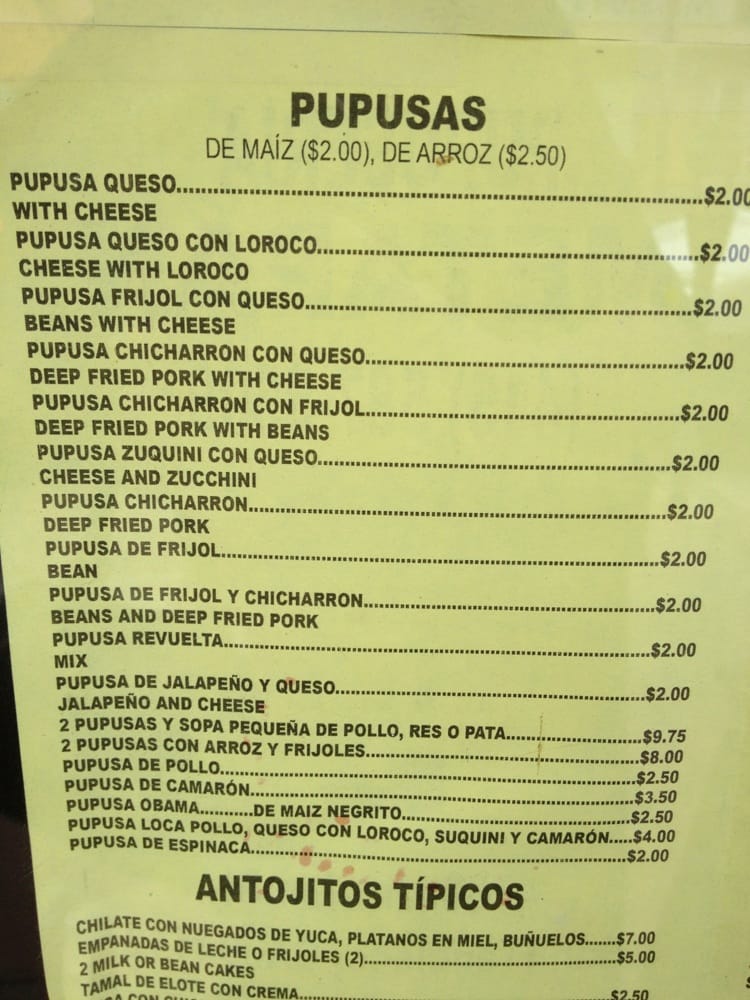 PUPUSAS
DE MAÍZ ($2.00), DE ARROZ ($2.50)
PUPUSA QUESO....................$2.00
WITH CHEESE
PUPUSA QUESO CON LOROCO....................$2.00
CHEESE WITH LOROCO
PUPUSA FRIJOL CON QUESO....................$2.00
BEANS WITH CHEESE
PUPUSA CHICHARRON CON QUESO....................$2.00
DEEP FRIED PORK WITH CHEESE
PUPUSA CHICHARRON CON FRIJOL....................$2.00
DEEP FRIED PORK WITH BEANS
PUPUSA ZUQUINI CON QUESO....................$2.00
CHEESE AND ZUCCHINI
PUPUSA CHICHARRON....................$2.00
DEEP FRIED PORK
PUPUSA DE FRIJOL....................$2.00
BEAN
PUPUSA DE FRIJOL Y CHICHARRON....................$2.00
BEANS AND DEEP FRIED PORK
PUPUSA REVUELTA....................$2.00
MIX
PUPUSA DE JALAPEÑO Y QUESO....................$2.00
JALAPEÑO AND CHEESE
2 PUPUSAS Y SOPA PEQUEÑA DE POLLO, RES O PATA....................$9.75
2 PUPUSAS CON ARROZ Y FRIJOLES....................$8.00
PUPUSA DE POLLO....................$2.50
PUPUSA DE CAMARÓN....................$3.50
PUPUSA OBAMA..........DE MAIZ NEGRITO....................$2.50
PUPUSA LOCA POLLO, QUESO CON LOROCO, SUQUINI Y CAMARÓN.....$4.00
PUPUSA DE ESPINACA....................$2.00
ANTOJITOS TÍPICOS
CHILATE CON NUEGADOS DE YUCA, PLATANOS EN MIEL, BUÑUELOS.......$7.00
EMPANADAS DE LECHE O FRIJOLES (2)....................$5.00
2 MILK OR BEAN CAKES
TAMAL DE ELOTE CON CREMA....................$2.50